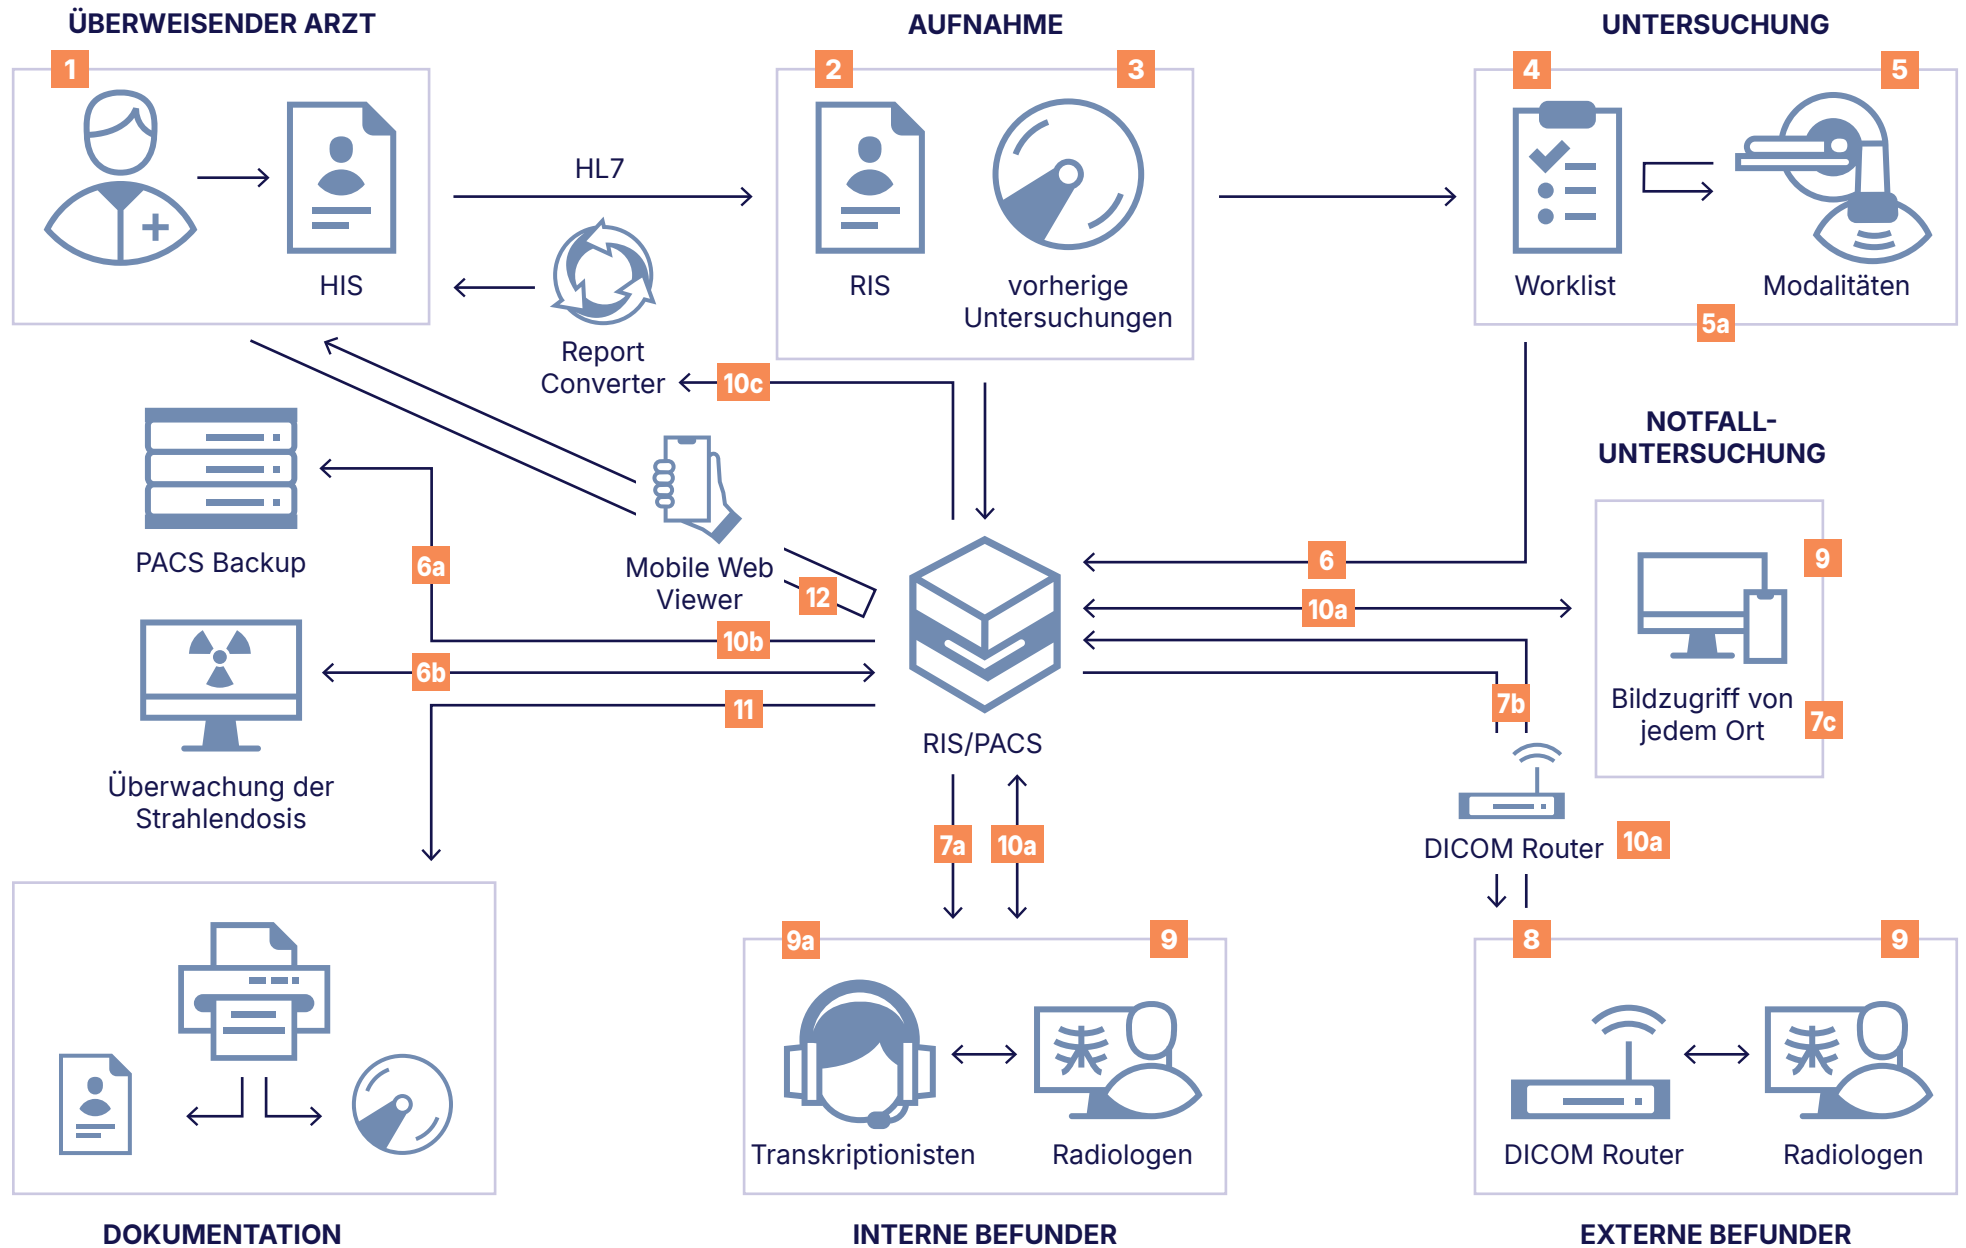 ÜBERWEISENDER ARZT
1
HIS
HL7
Report
Converter
10c
AUFNAHME
2
3
RIS
vorherige
Untersuchungen
UNTERSUCHUNG
4
5
Worklist
Modalitäten
5a
PACS Backup
6a
Mobile Web
Viewer
12
10b
6b
11
Überwachung der
Strahlendosis
RIS/PACS
6
10a
7b
NOTFALL-
UNTERSUCHUNG
9
Bildzugriff von
jedem Ort
7c
DICOM Router
10a
7a
10a
DOKUMENTATION
9a
9
Transkriptionisten
Radiologen
INTERNE BEFUNDER
8
9
DICOM Router
Radiologen
EXTERNE BEFUNDER